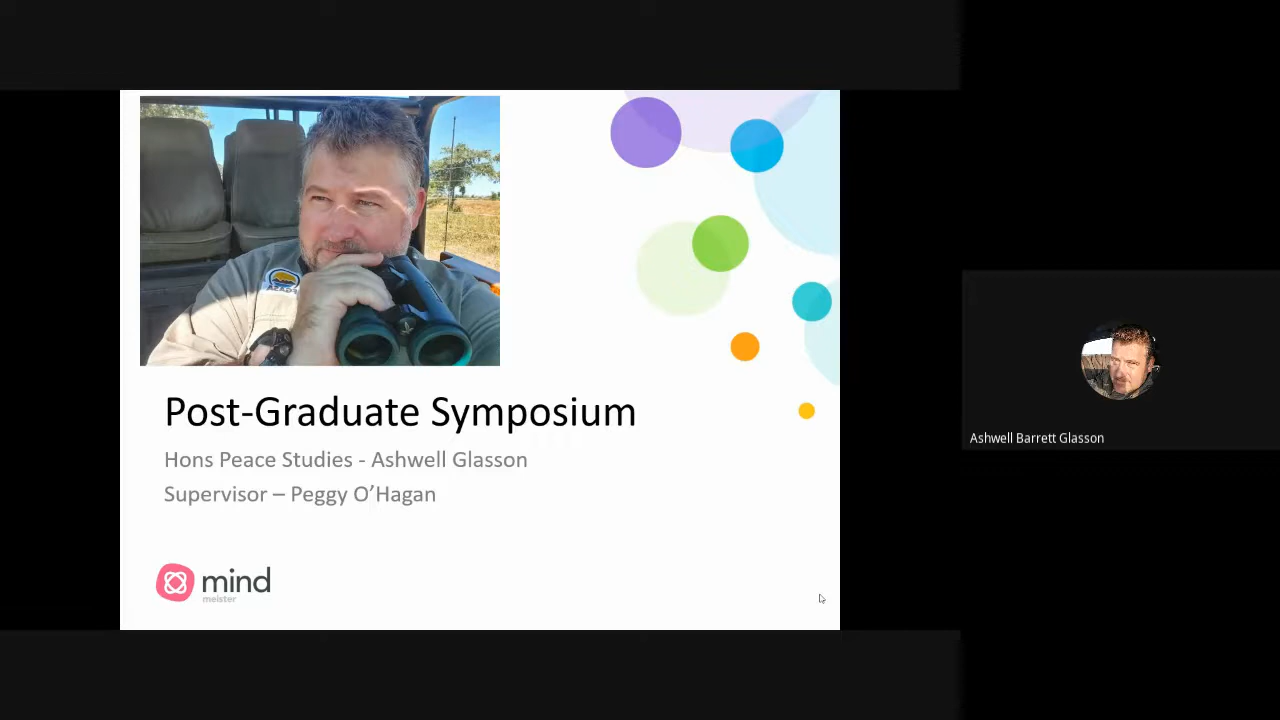 Post-Graduate Symposium
Hons Peace Studies - Ashwell Glasson
Supervisor – Peggy O’Hagan
mind
meister
Ashwell Barrett Glasson